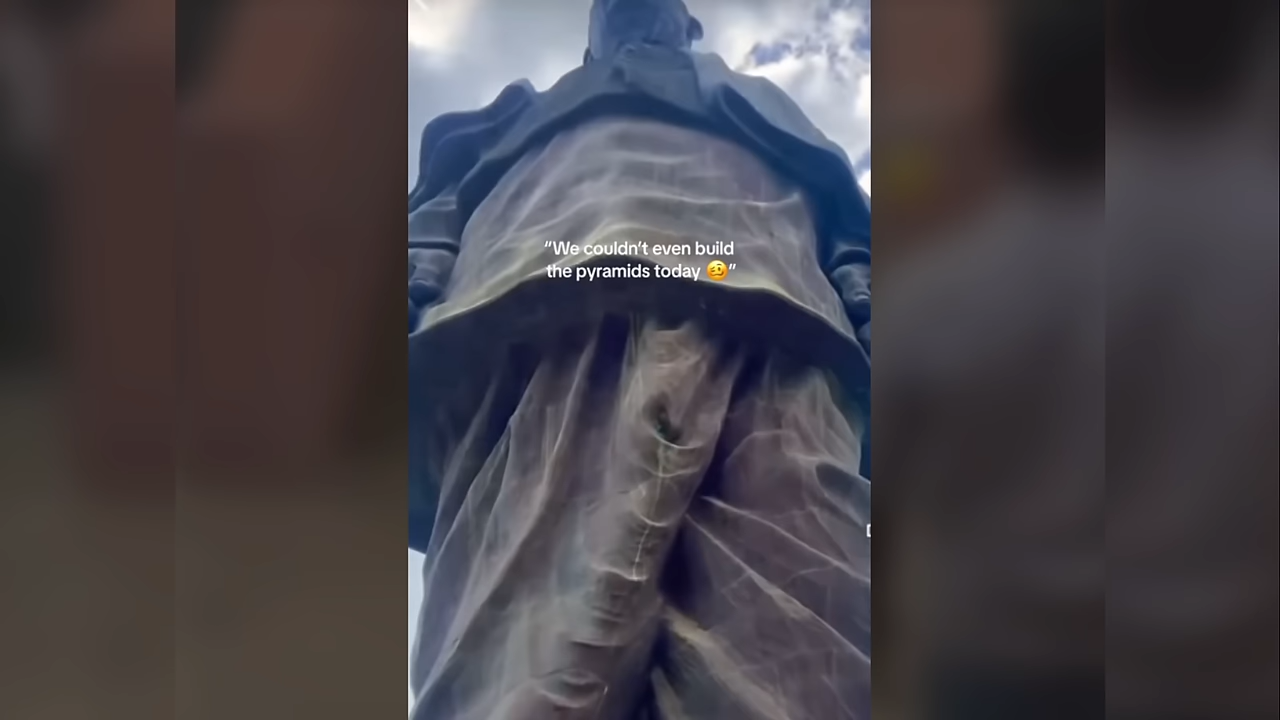 “We couldn’t even build
the pyramids today 🥴”